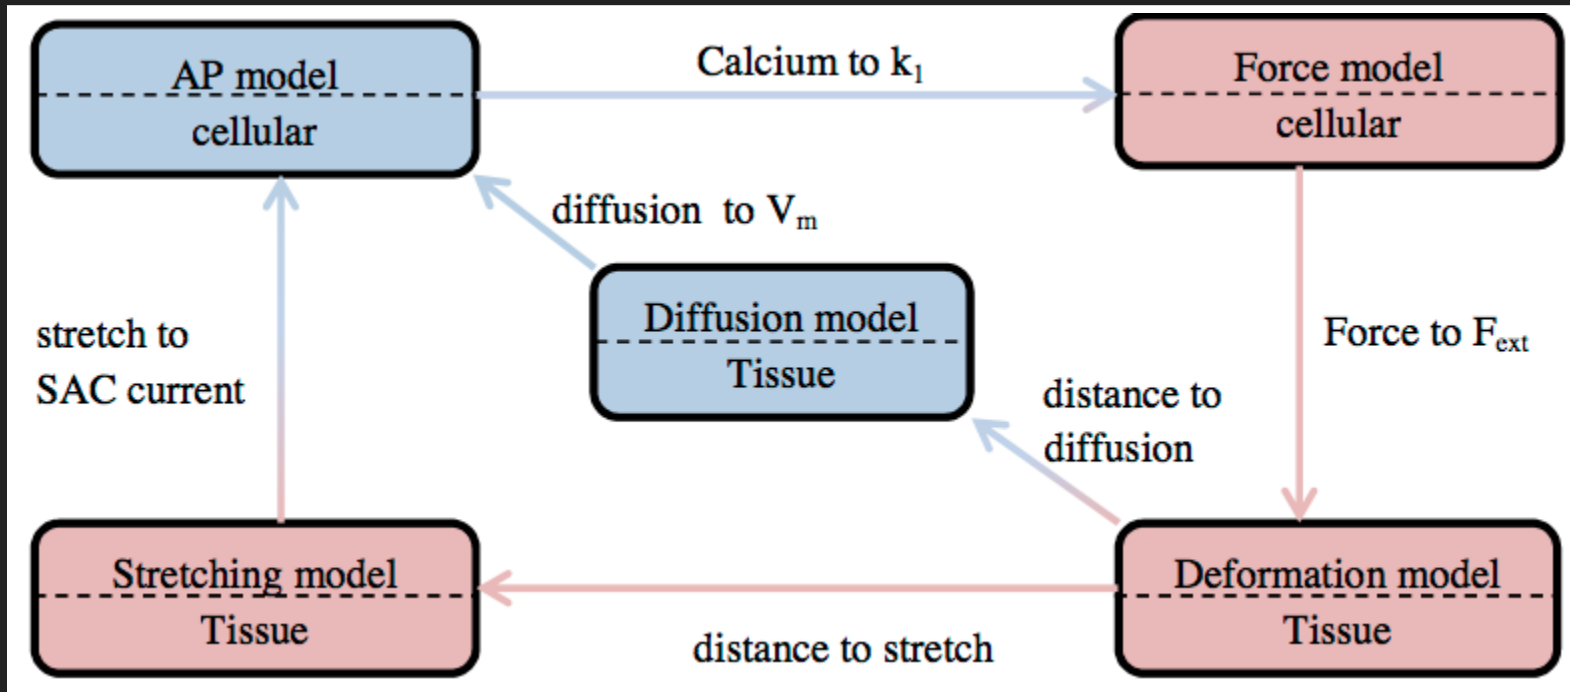 AP model
cellular
Calcium to k₁
Force model
cellular
diffusion to Vₘ
Diffusion model
Tissue
stretch to
SAC current
Force to Fext
distance to
diffusion
Stretching model
Tissue
distance to stretch
Deformation model
Tissue